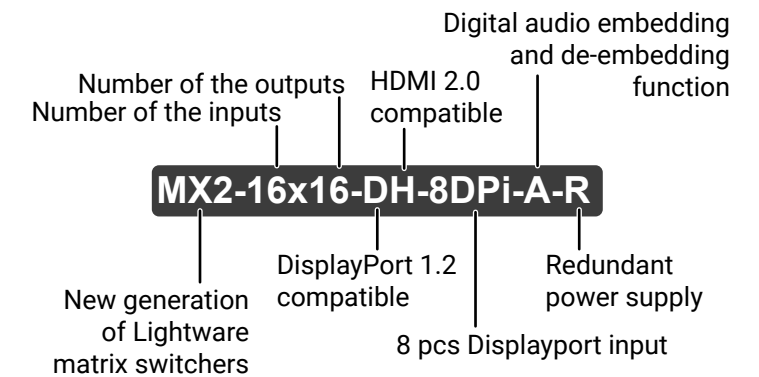 Digital audio embedding
and de-embedding
function
Number of the outputs
HDMI 2.0
compatible
Number of the inputs
MX2-16x16-DH-8DPi-A-R
DisplayPort 1.2
compatible
Redundant
power supply
New generation
of Lightware
matrix switchers
8 pcs Displayport input